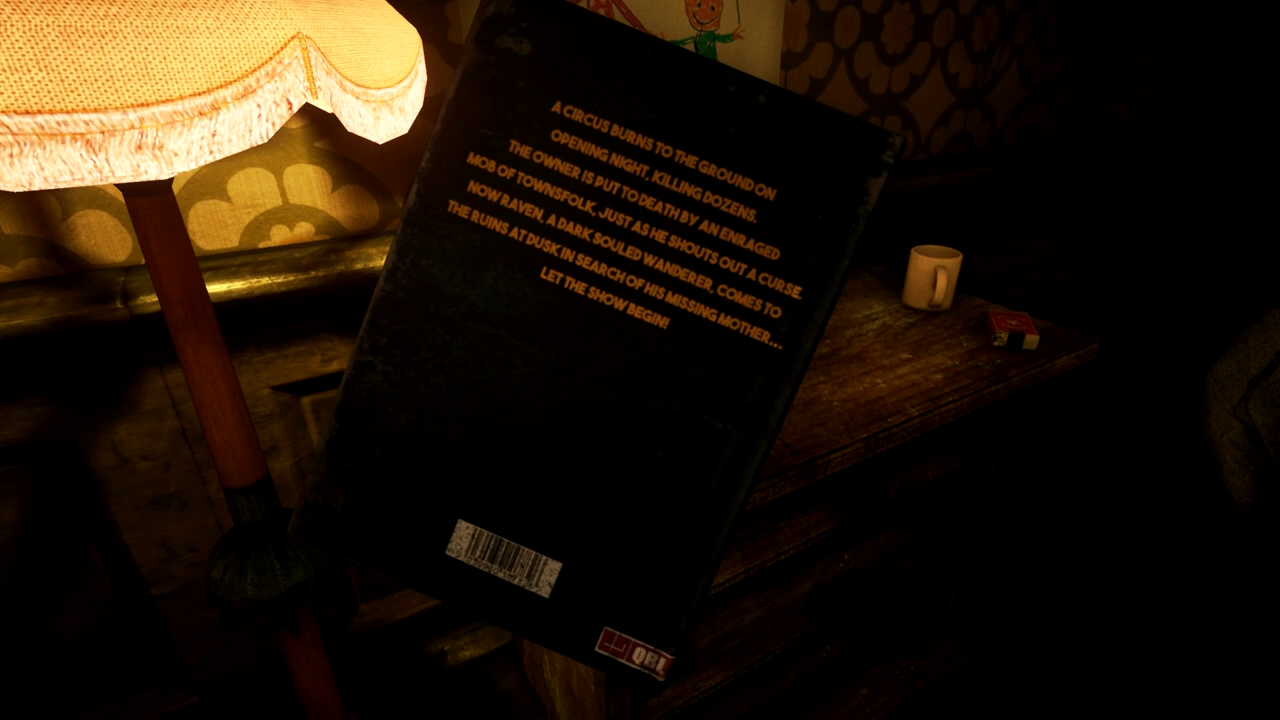 A CIRCUS BURNS TO THE GROUND ON
OPENING NIGHT, KILLING DOZENS.
THE OWNER IS PUT TO DEATH BY AN ENRAGED
MOB OF TOWNSFOLK, JUST AS HE SHOUTS OUT A CURSE.
NOW RAVEN, A DARK SOULED WANDERER, COMES TO
THE RUINS AT DUSK IN SEARCH OF HIS MISSING MOTHER...
LET THE SHOW BEGIN!